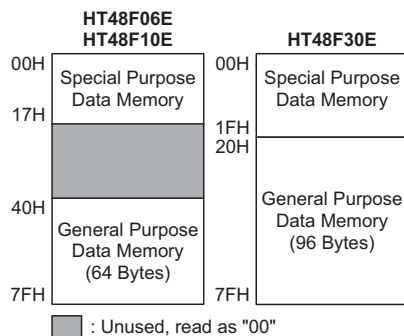 HT48F06E
HT48F10E
00H
Special Purpose
Data Memory
17H
40H
General Purpose
Data Memory
(64 Bytes)
7FH
HT48F30E
00H
Special Purpose
Data Memory
1FH
20H
General Purpose
Data Memory
(96 Bytes)
7FH
: Unused, read as "00"